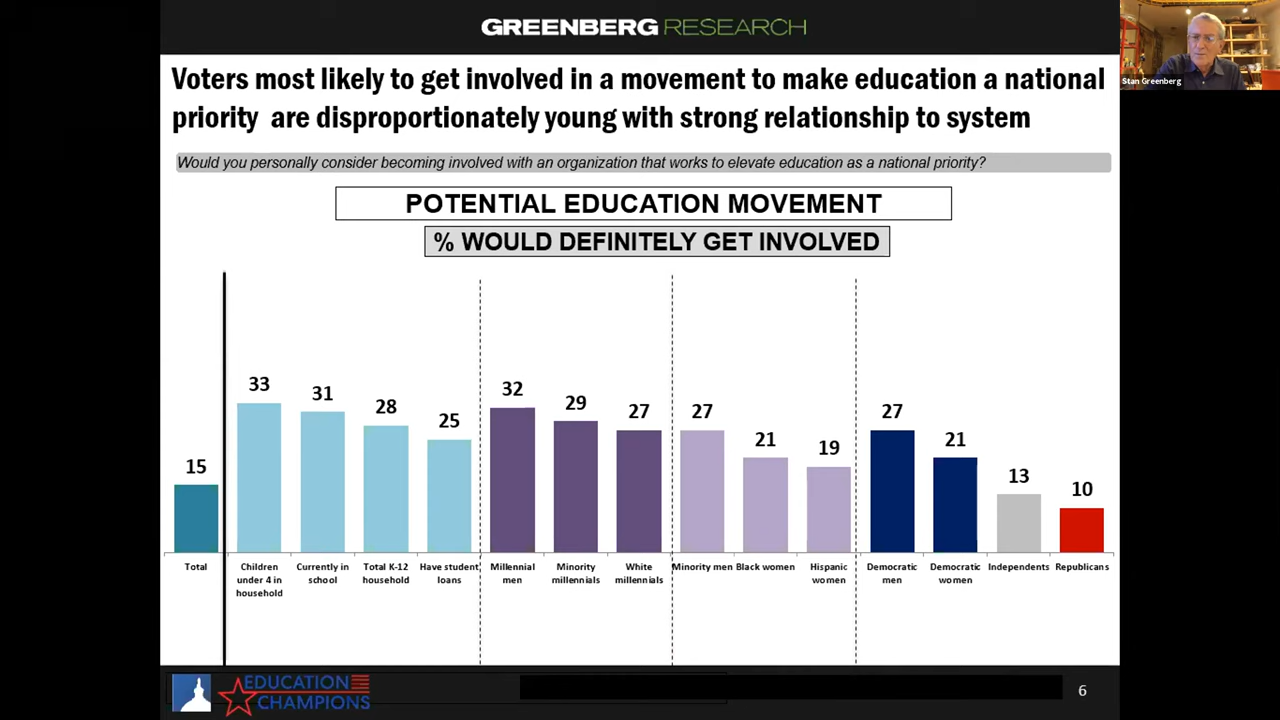 GREENBERG RESEARCH
Stan Greenberg
Voters most likely to get involved in a movement to make education a national
priority are disproportionately young with strong relationship to system
Would you personally consider becoming involved with an organization that works to elevate education as a national priority?
POTENTIAL EDUCATION MOVEMENT
% WOULD DEFINITELY GET INVOLVED
15
33
31
28
25
32
29
27
27
21
19
27
21
13
10
Total
Children
under 4 in
household
Currently in
school
Total K-12
household
Have student
loans
Millennial
men
Minority
millennials
White
millennials
Minority men
Black women
Hispanic
women
Democratic
men
Democratic
women
Independents
Republicans
EDUCATION
CHAMPIONS
6